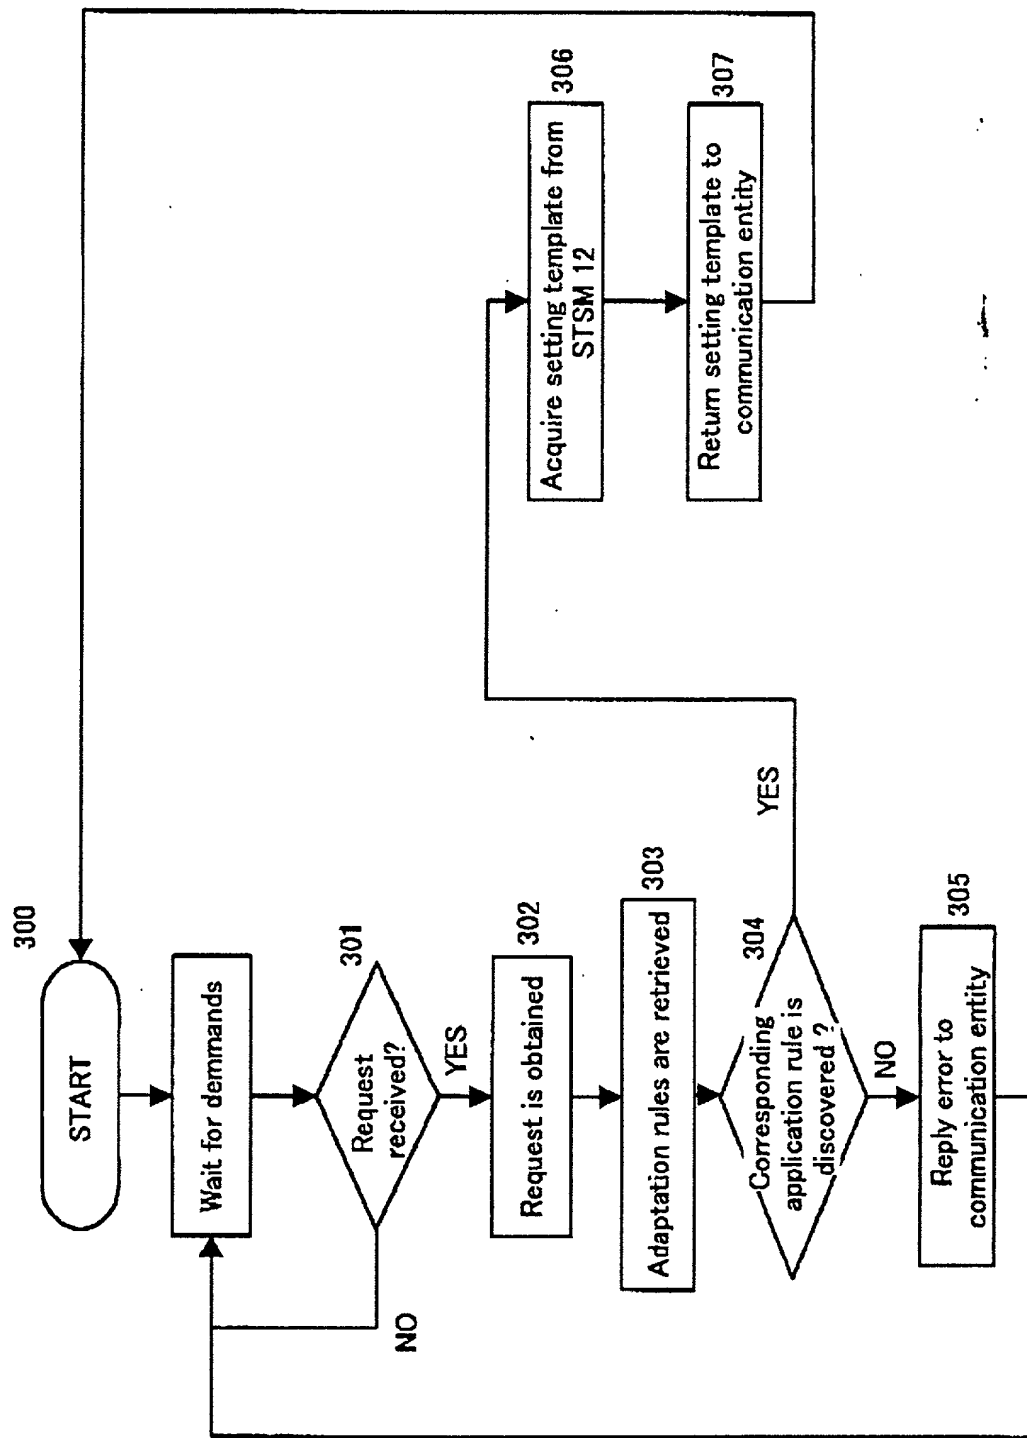 300
START
Wait for demmands
301
Request
received?
NO
YES
302
Request is obtained
303
Adaptation rules are retrieved
304
Corresponding
application rule is
discovered ?
YES
NO
305
Reply error to
communication entity
306
Acquire setting template from
STSM 12
307
Return setting template to
communication entity